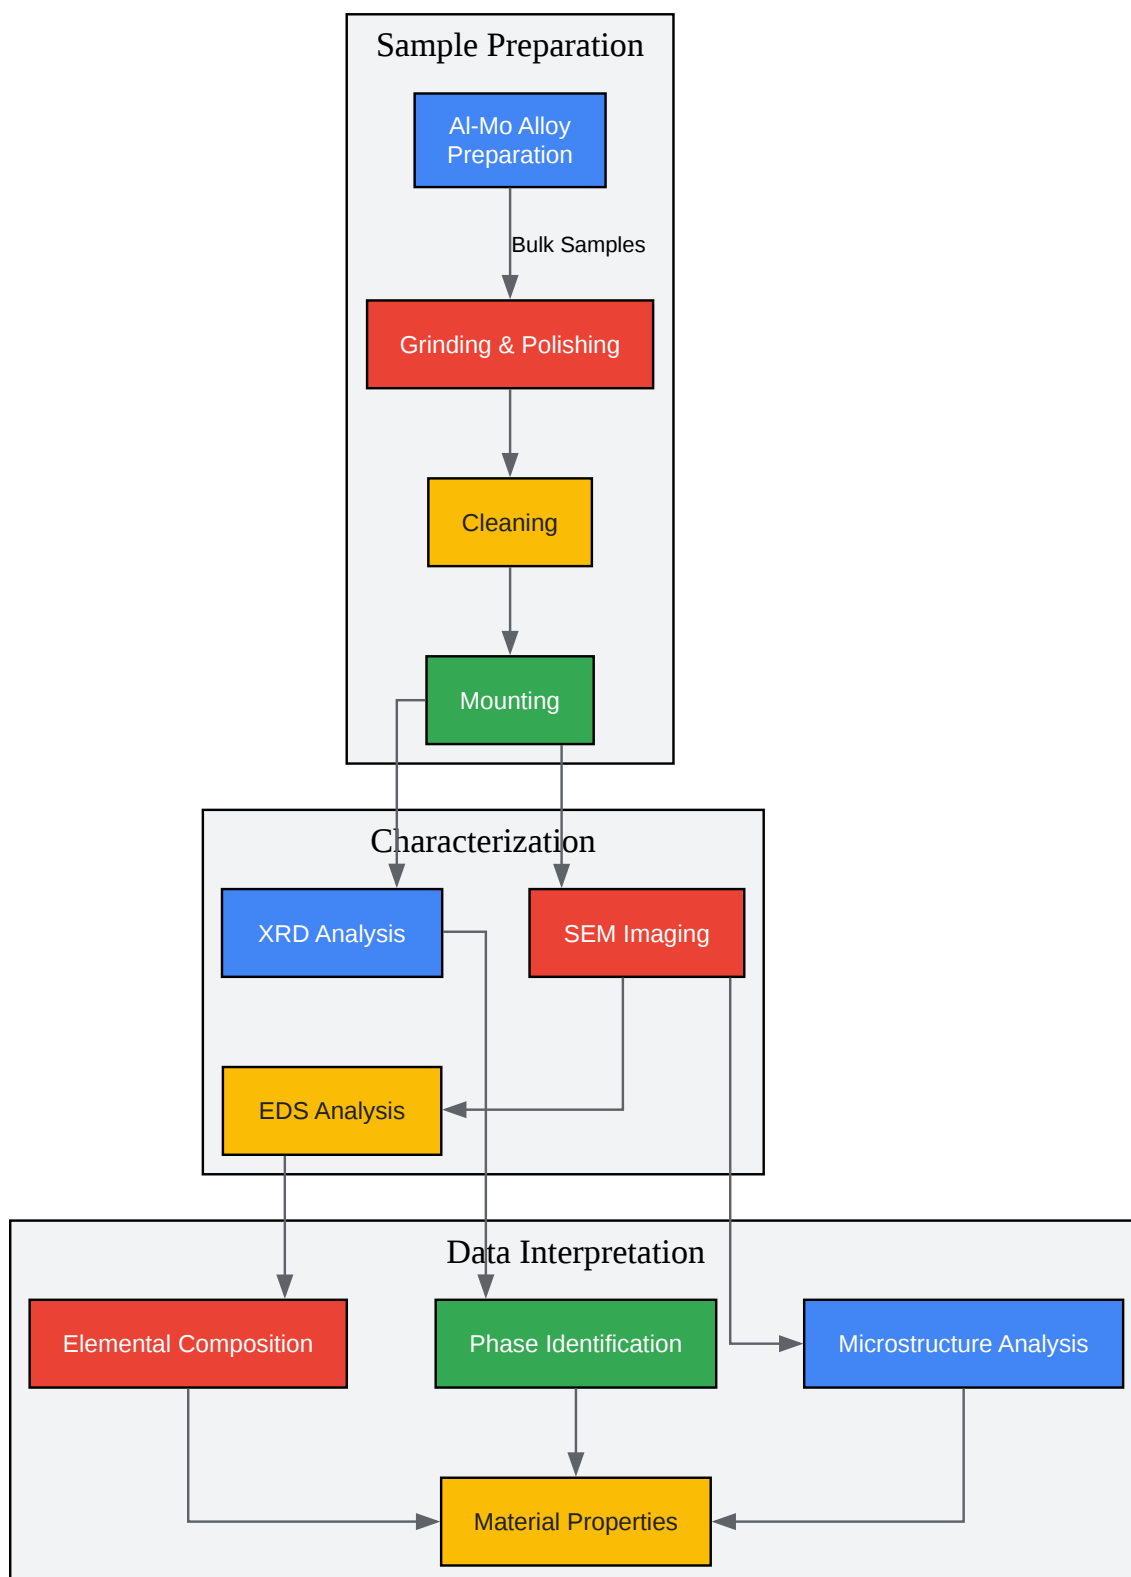 Sample Preparation
Al-Mo Alloy
Preparation
Bulk Samples
Grinding & Polishing
Cleaning
Mounting
Characterization
XRD Analysis
SEM Imaging
EDS Analysis
Data Interpretation
Elemental Composition
Phase Identification
Microstructure Analysis
Material Properties